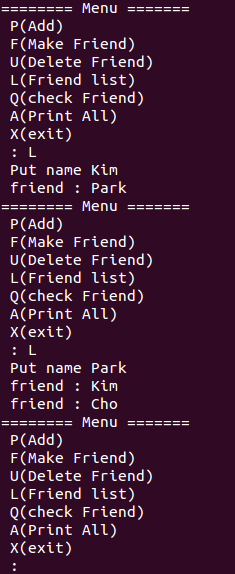 ======== Menu =======
P(Add)
F(Make Friend)
U(Delete Friend)
L(Friend list)
Q(check Friend)
A(Print All)
X(exit)
: L
Put name Kim
friend : Park
======== Menu =======
P(Add)
F(Make Friend)
U(Delete Friend)
L(Friend list)
Q(check Friend)
A(Print All)
X(exit)
: L
Put name Park
friend : Kim
friend : Cho
======== Menu =======
P(Add)
F(Make Friend)
U(Delete Friend)
L(Friend list)
Q(check Friend)
A(Print All)
X(exit)
: